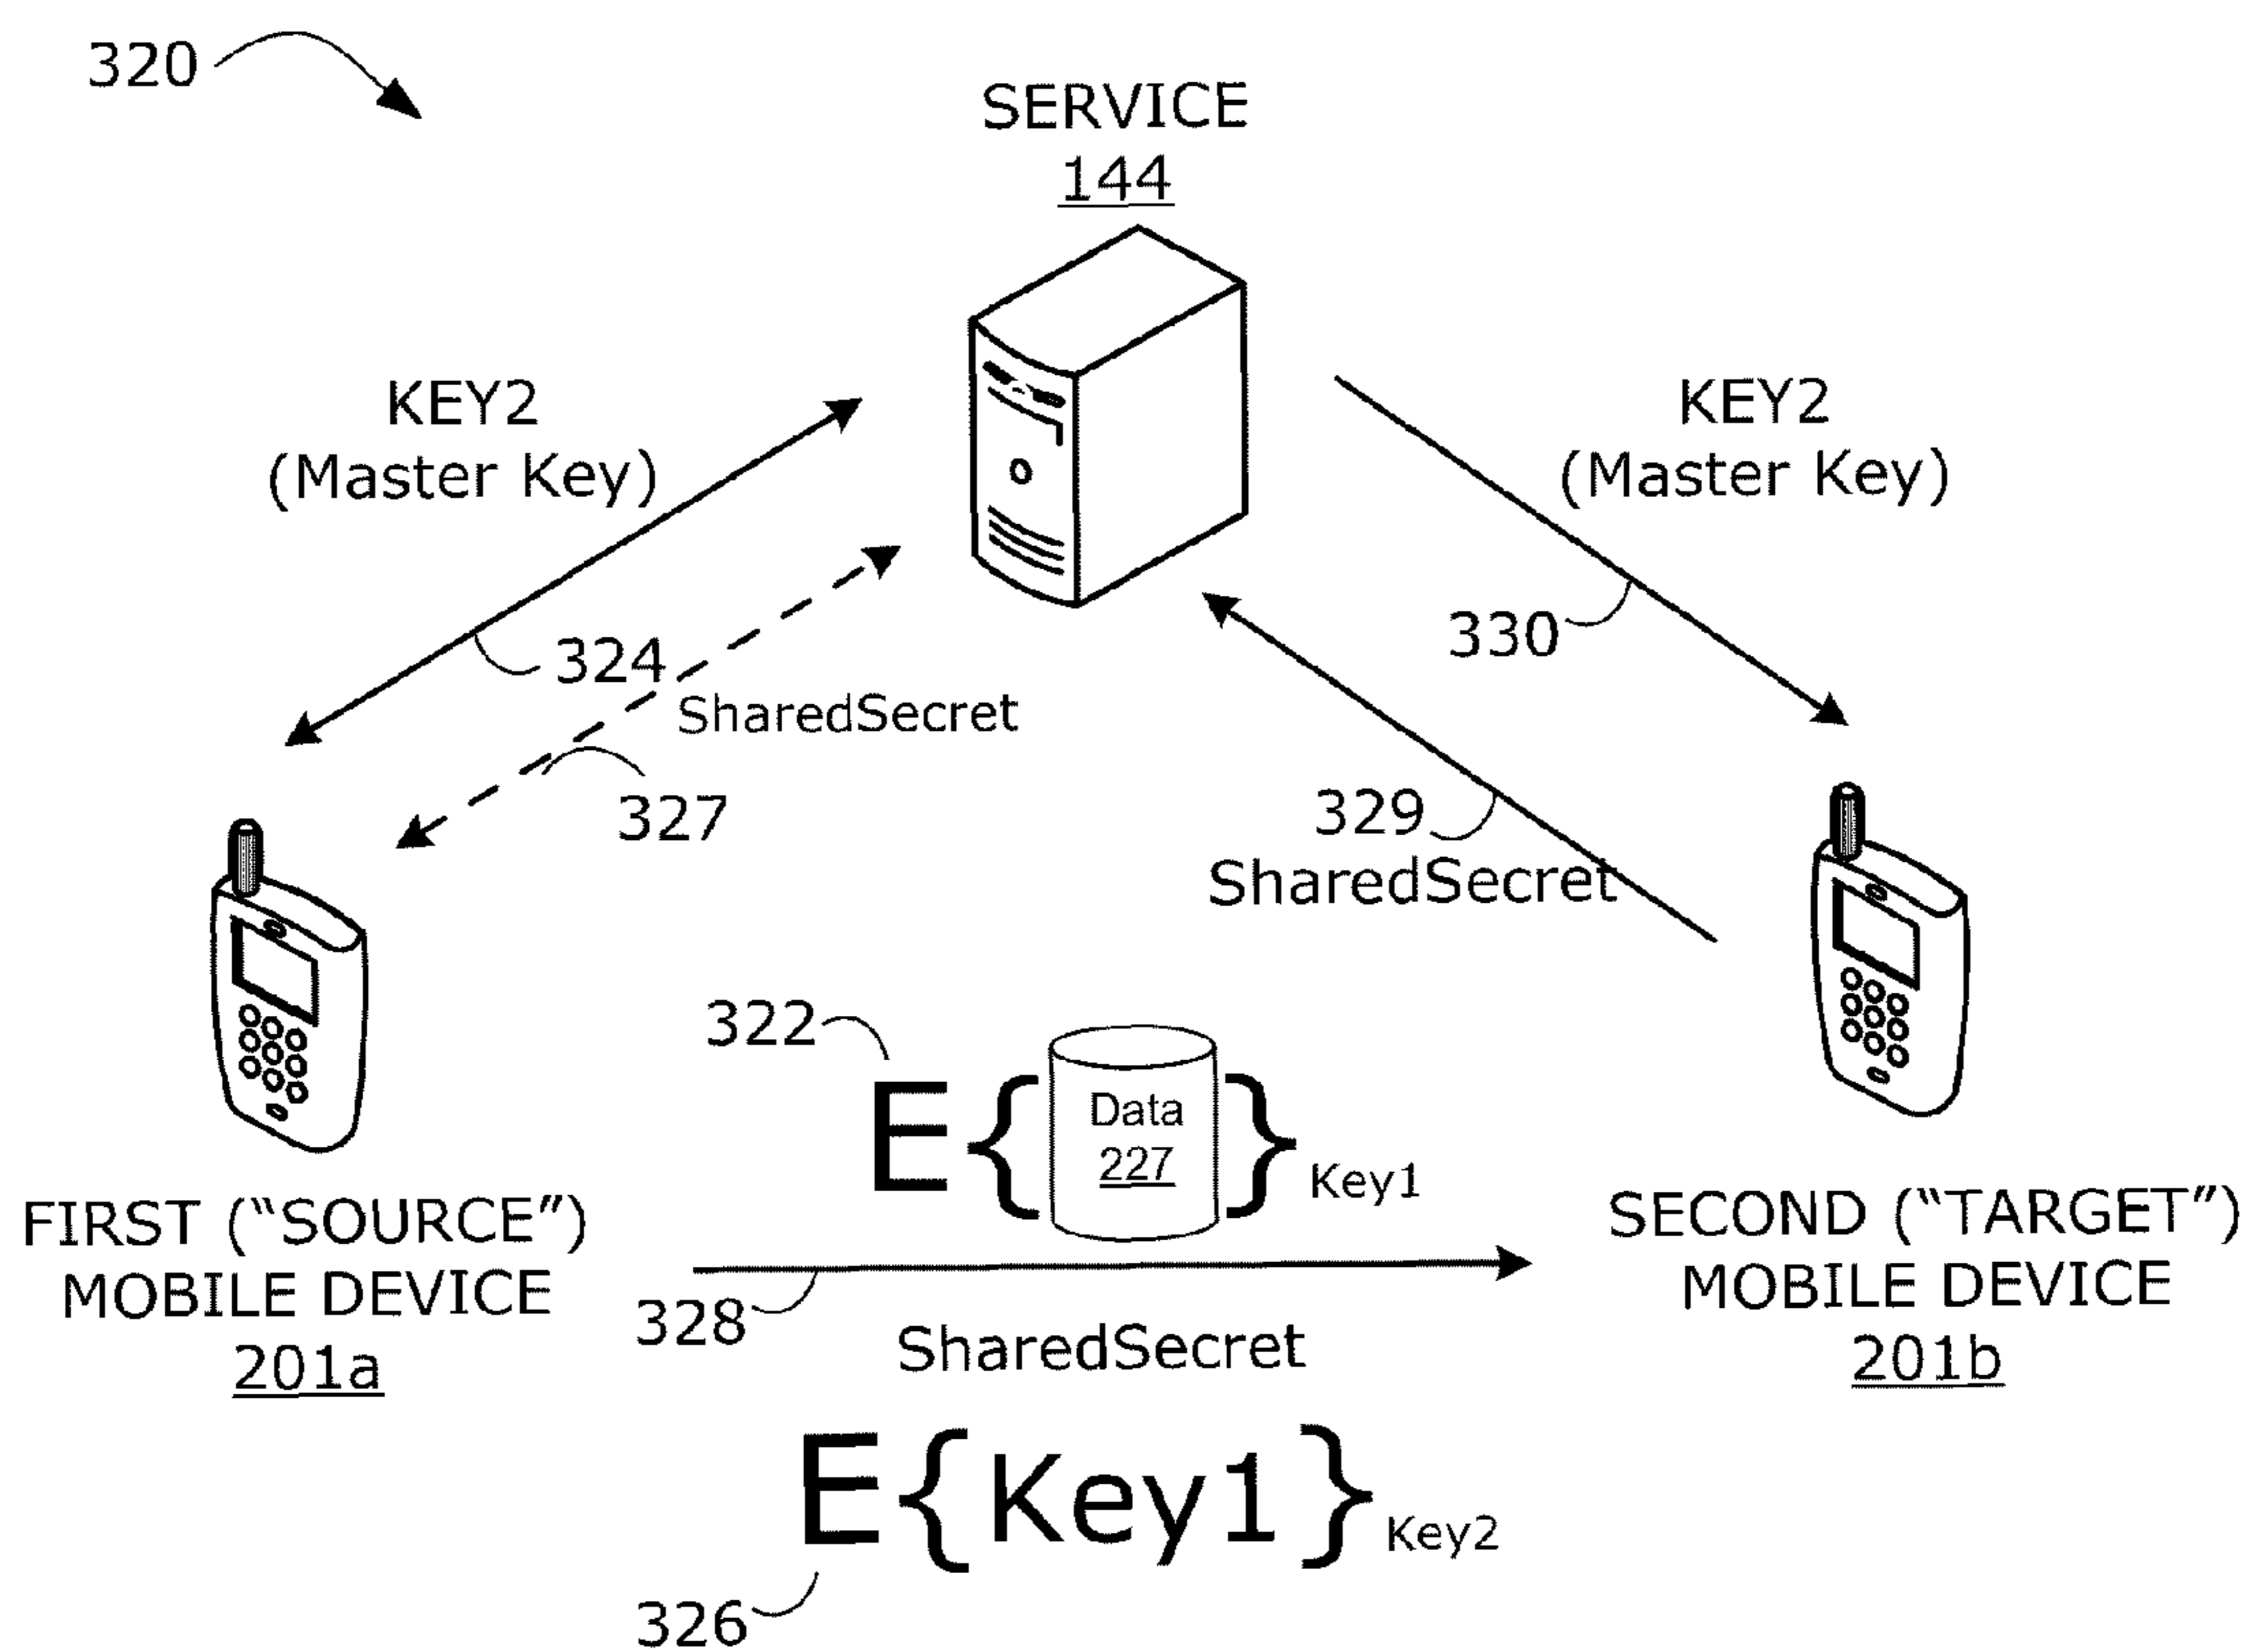 320
SERVICE
144
KEY2
(Master Key)
KEY2
(Master Key)
324
SharedSecret
327
330
329
SharedSecret
322
E{
Data
227
}Key1
FIRST (“SOURCE”)
MOBILE DEVICE
201a
328
SharedSecret
SECOND (“TARGET”)
MOBILE DEVICE
201b
E{Key1}Key2
326